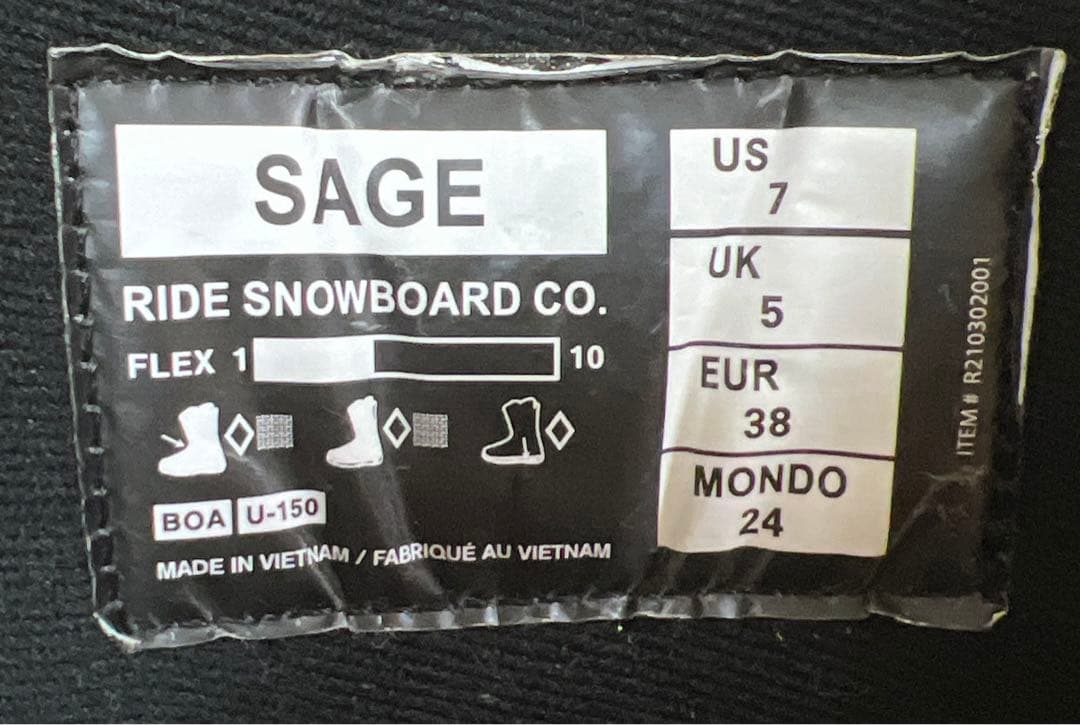 SAGE
RIDE SNOWBOARD CO.
FLEX 1 10
BOA U-150
MADE IN VIETNAM / FABRIQUÉ AU VIETNAM
US
7
UK
5
EUR
38
MONDO
24
ITEM # R210302001